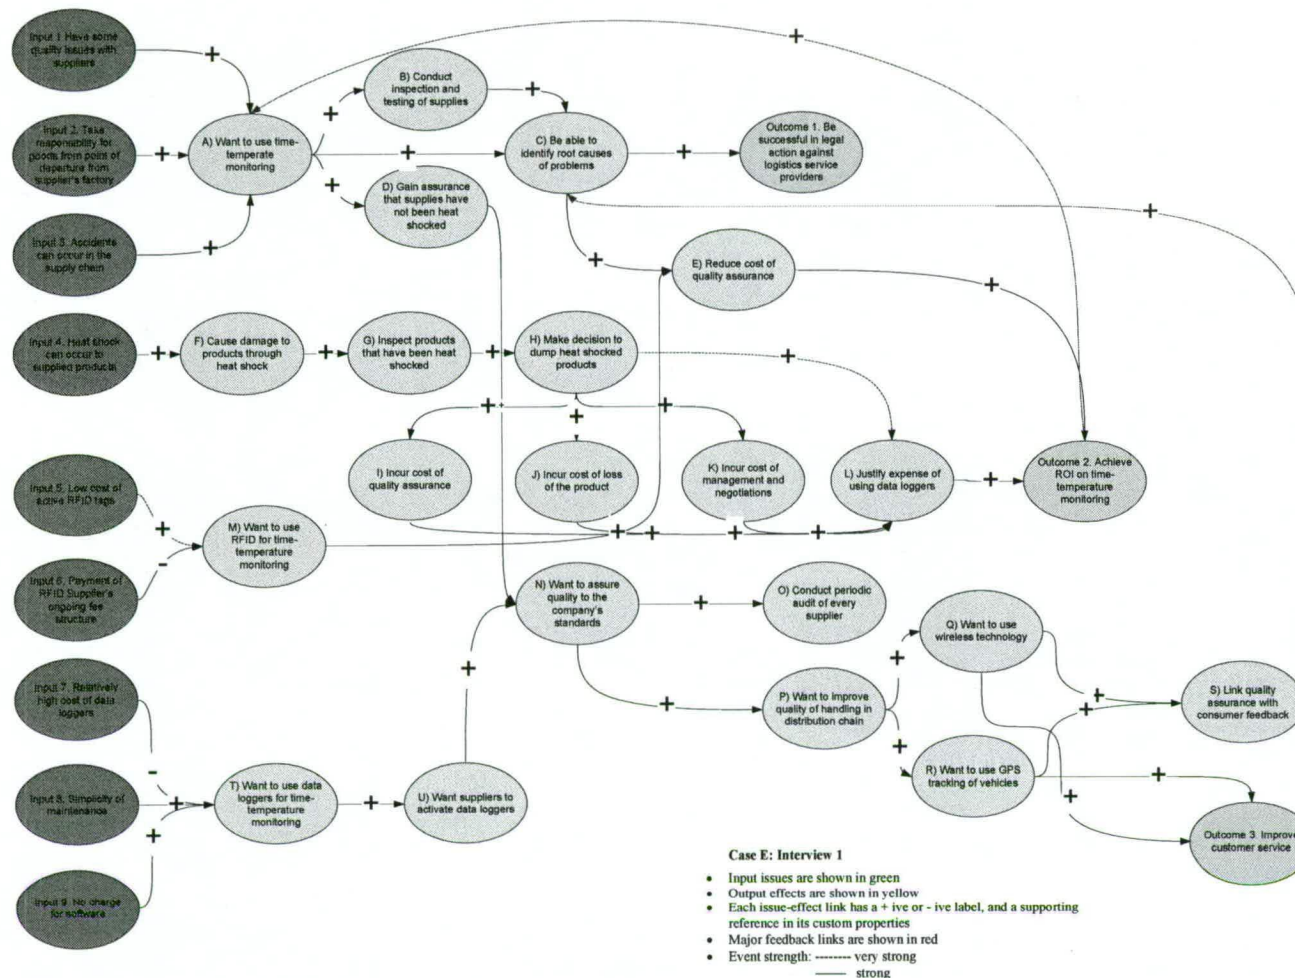 Input 1 Have some
quality issues with
suppliers
Input 2. Take
responsibility for
goods from point of
departure from
supplier's factory
Input 3. Accidents
can occur in the
supply chain
A) Want to use time-
temperate
monitoring
B) Conduct
inspection and
testing of supplies
C) Be able to
identify root causes
of problems
D) Gain assurance
that supplies have
not been heat
shocked
Outcome 1. Be
successful in legal
action against
logistics service
providers
E) Reduce cost of
quality assurance
Input 4. Heat shock
can occur to
supplied products
F) Cause damage to
products through
heat shock
G) Inspect products
that have been heat
shocked
H) Make decision to
dump heat shocked
products
I) Incur cost of
quality assurance
J) Incur cost of loss
of the product
K) Incur cost of
management and
negotiations
L) Justify expense of
using data loggers
Outcome 2. Achieve
ROI on time-
temperature
monitoring
Input 5. Low cost of
active RFID tags
Input 6. Payment of
RFID Supplier's
ongoing fee
structure
M) Want to use
RFID for time-
temperature
monitoring
N) Want to assure
quality to the
company's
standards
O) Conduct periodic
audit of every
supplier
P) Want to improve
quality of handling in
distribution chain
Q) Want to use
wireless technology
R) Want to use GPS
tracking of vehicles
S) Link quality
assurance with
consumer feedback
Outcome 3. Improve
customer service
Input 7. Relatively
high cost of data
loggers
Input 8. Simplicity of
maintenance
Input 9. No charge
for software
T) Want to use data
loggers for time-
temperature
monitoring
U) Want suppliers to
activate data loggers
Case E: Interview 1
• Input issues are shown in green
• Output effects are shown in yellow
• Each issue-effect link has a + ive or - ive label, and a supporting
reference in its custom properties
• Major feedback links are shown in red
• Event strength: -------- very strong
—— strong